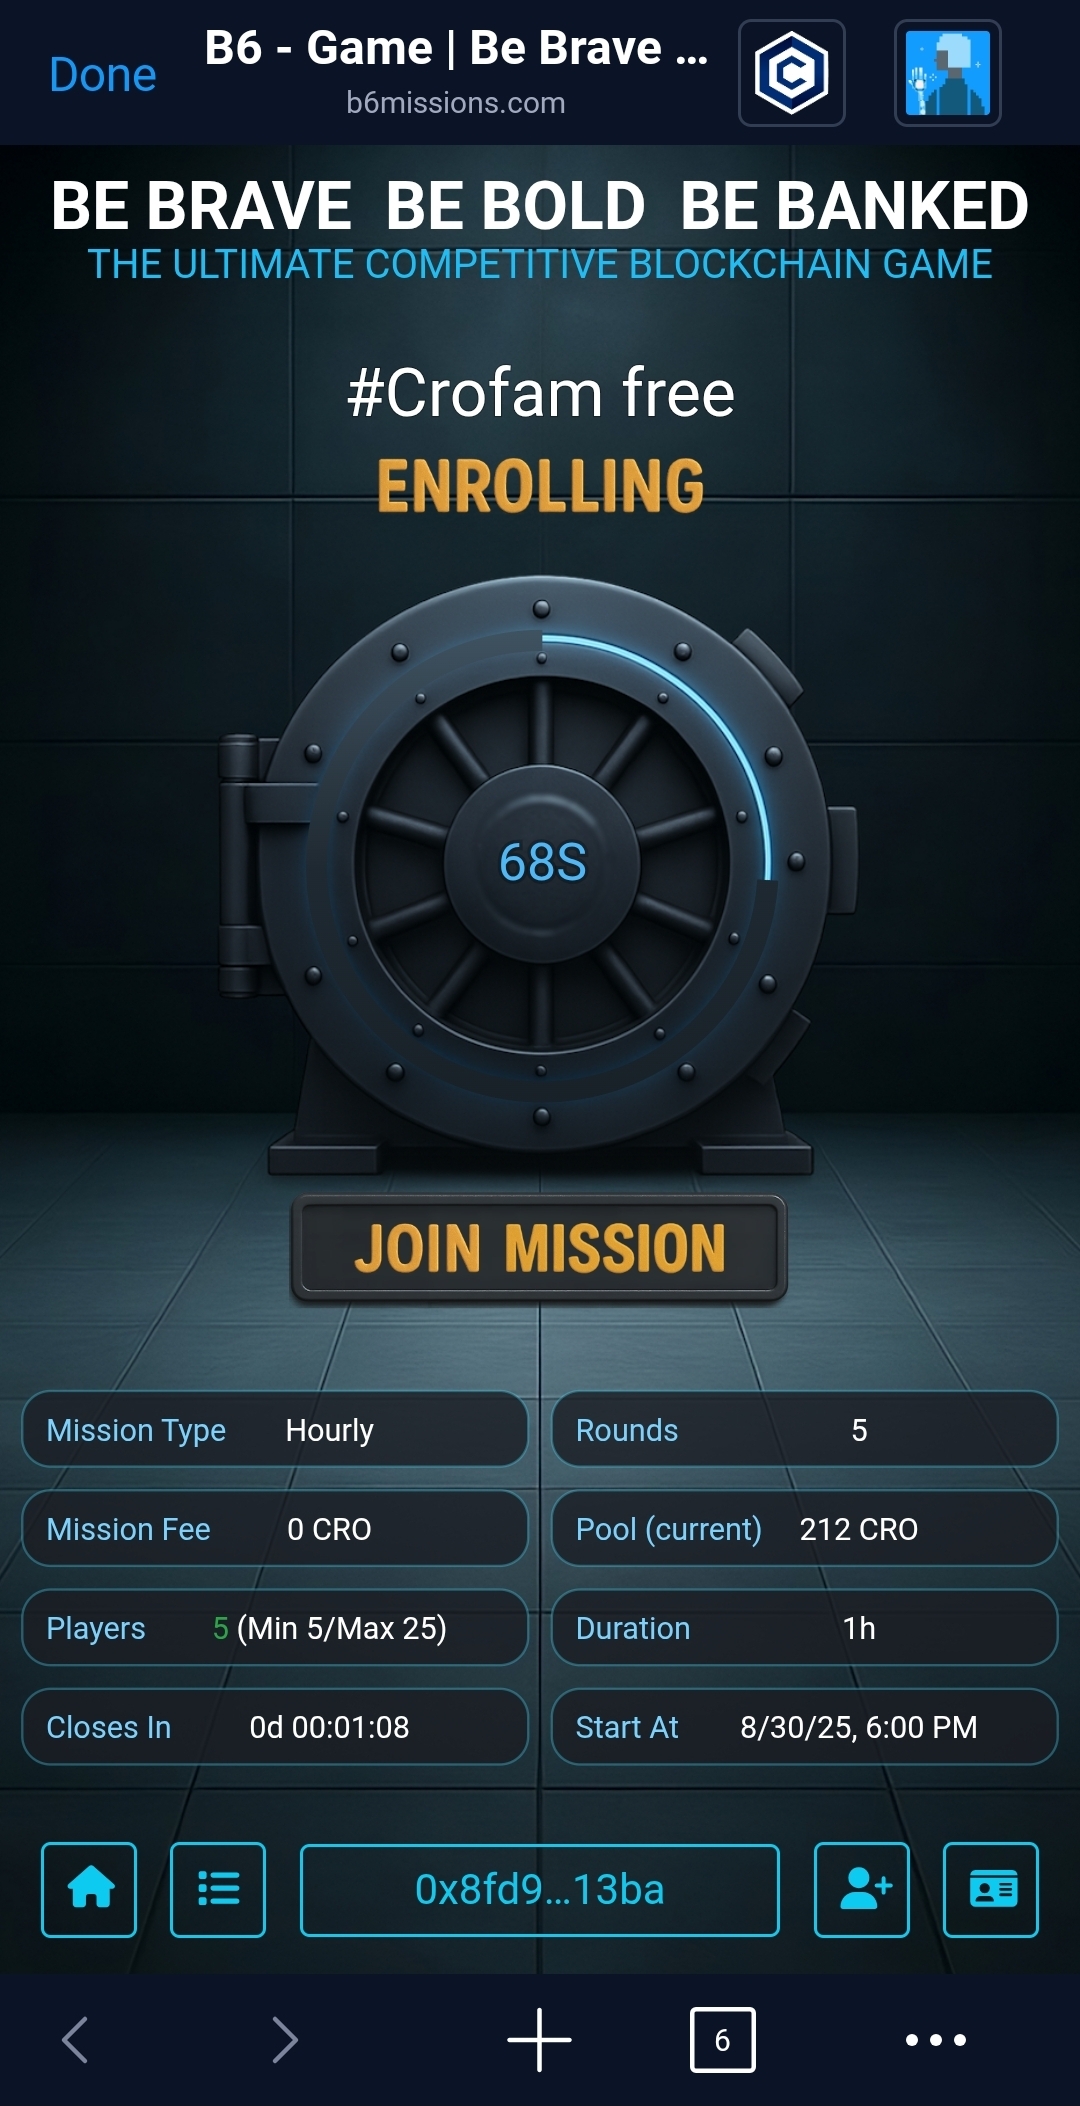 Done
B6 - Game | Be Brave ...
b6missions.com
BE BRAVE BE BOLD BE BANKED
THE ULTIMATE COMPETITIVE BLOCKCHAIN GAME
#Crofam free
ENROLLING
68S
JOIN MISSION
Mission Type Hourly
Rounds 5
Mission Fee 0 CRO
Pool (current) 212 CRO
Players 5 (Min 5/Max 25)
Duration 1h
Closes In 0d 00:01:08
Start At 8/30/25, 6:00 PM
0x8fd9...13ba
6